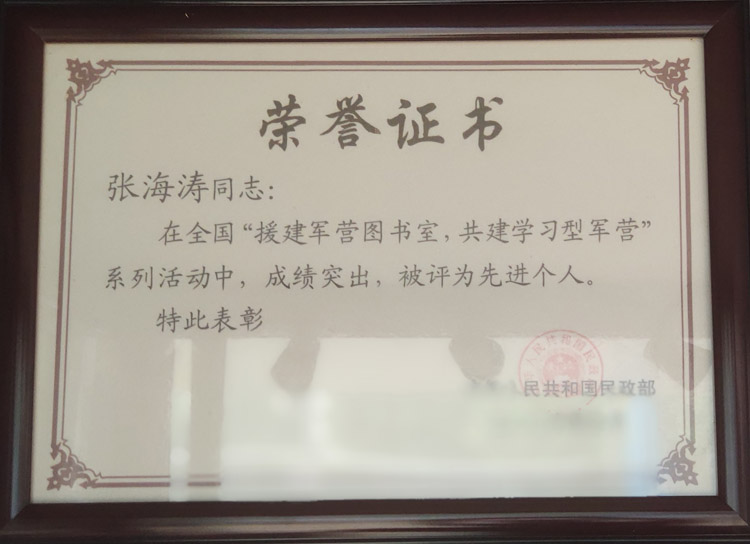 荣誉证书
张海涛同志：
在全国“援建军营图书室，共建学习型军营”
系列活动中，成绩突出，被评为先进个人。
特此表彰
民共和国民政部